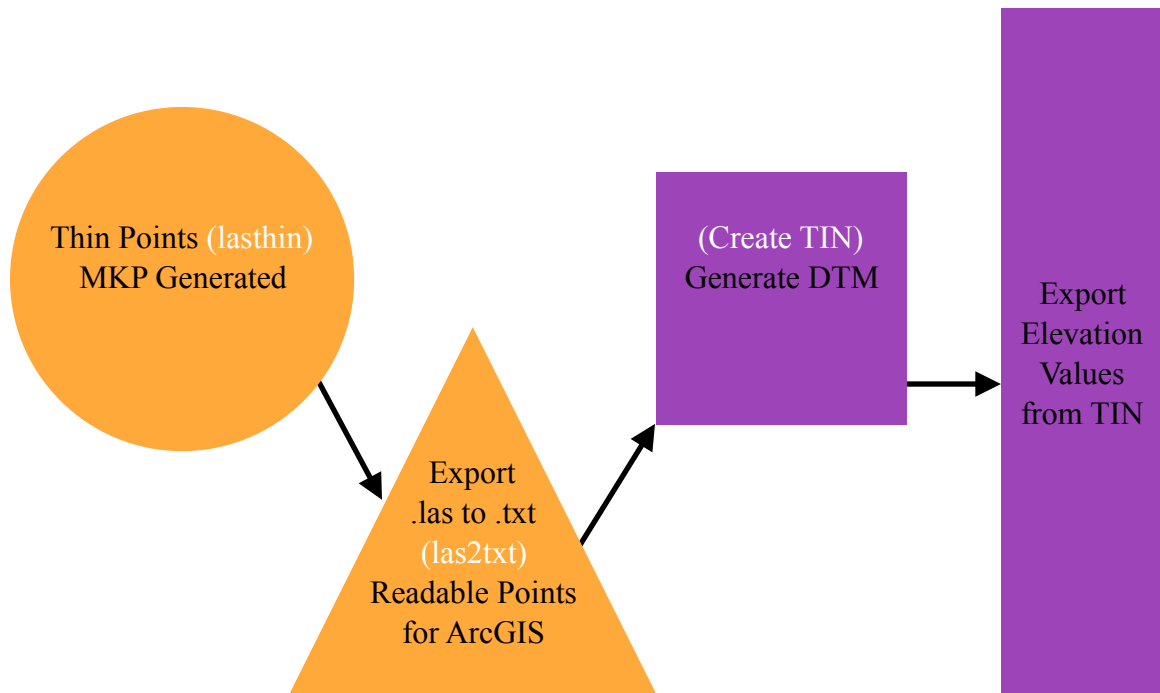 Thin Points (lasthin)
MKP Generated
Export
.las to .txt
(las2txt)
Readable Points
for ArcGIS
(Create TIN)
Generate DTM
Export
Elevation
Values
from TIN